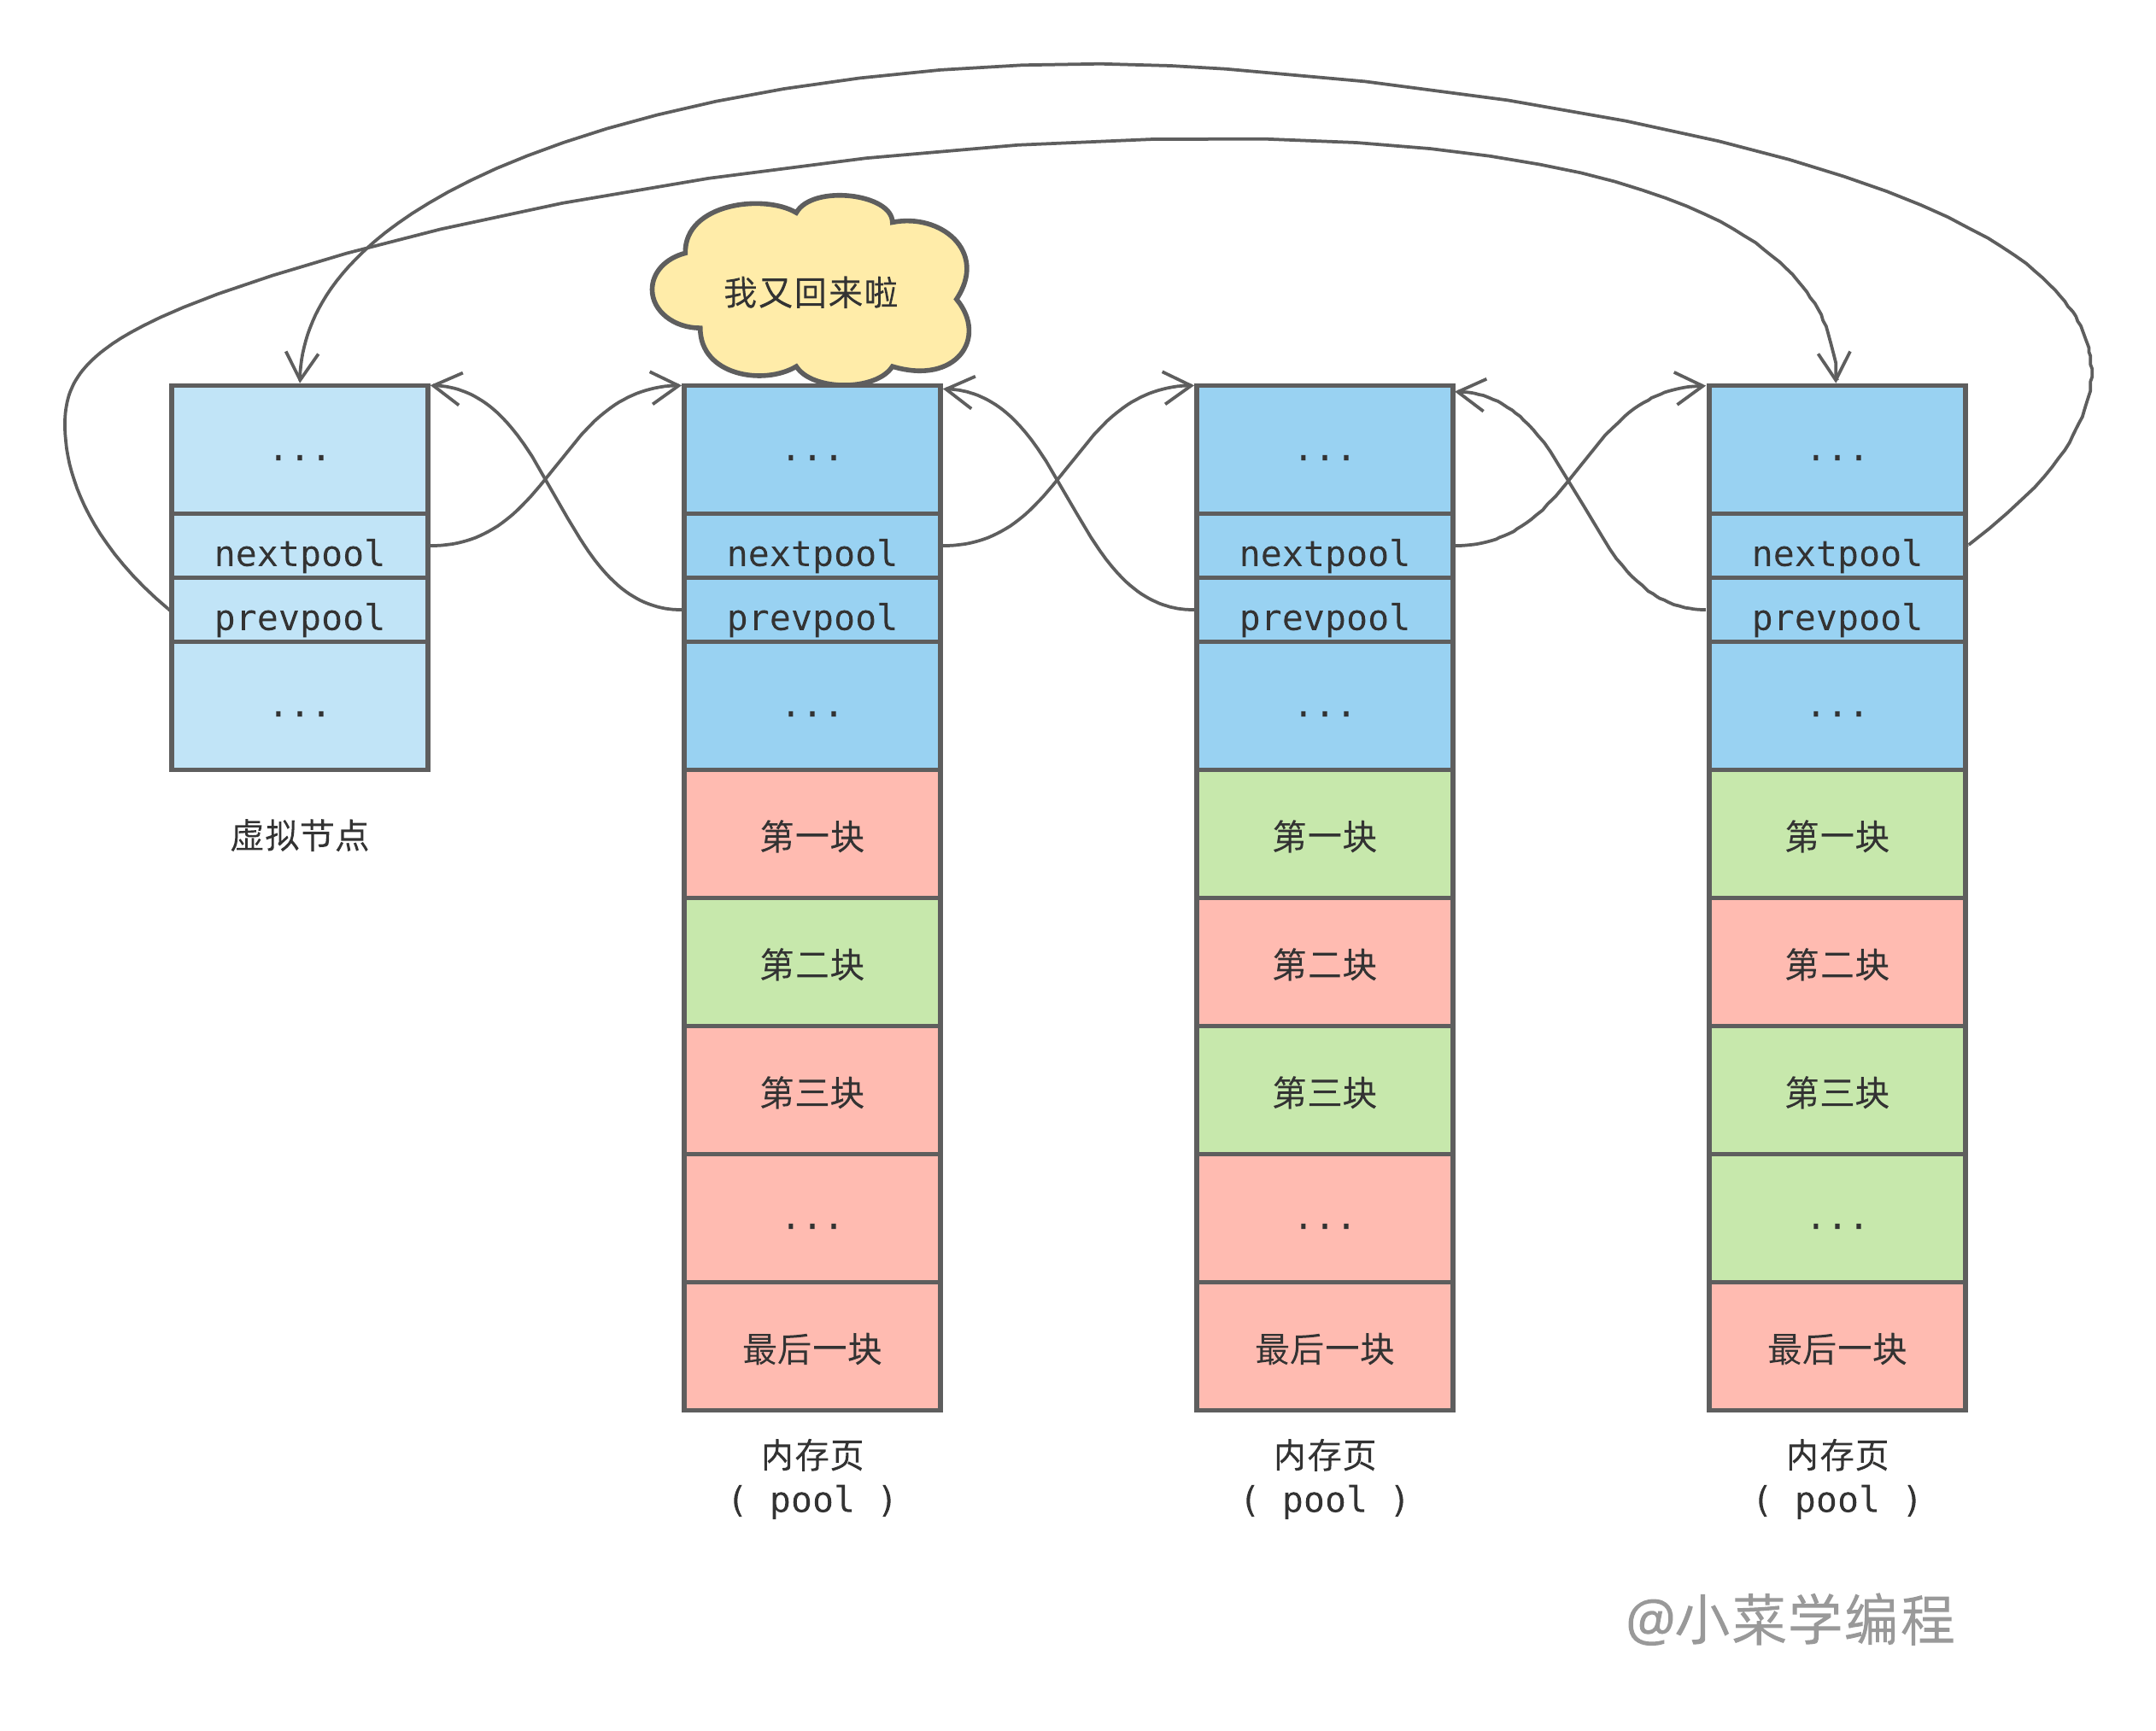 我又回来啦
...
nextpool
prevpool
...
虚拟节点
...
nextpool
prevpool
...
第一块
第二块
第三块
...
最后一块
内存页
( pool )
...
nextpool
prevpool
...
第一块
第二块
第三块
...
最后一块
内存页
( pool )
...
nextpool
prevpool
...
第一块
第二块
第三块
...
最后一块
内存页
( pool )
@小菜学编程